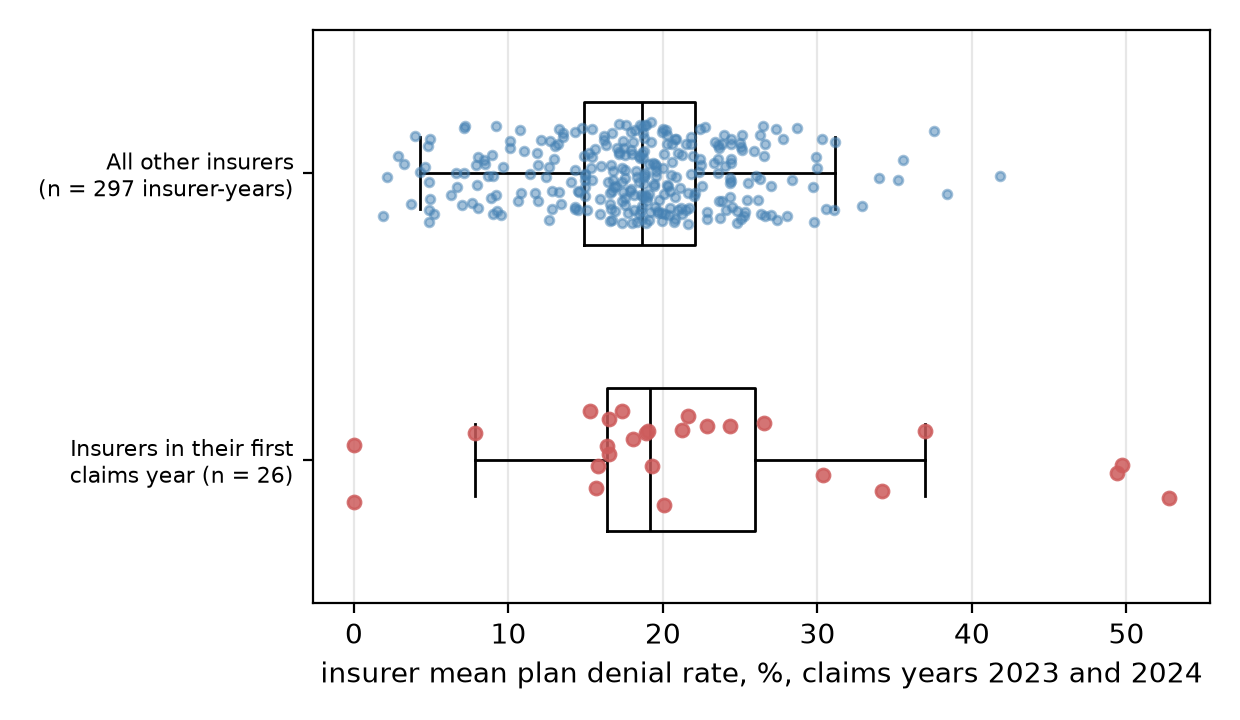 All other insurers
(n = 297 insurer-years)
Insurers in their first
claims year (n = 26)
0 10 20 30 40 50
insurer mean plan denial rate, %, claims years 2023 and 2024